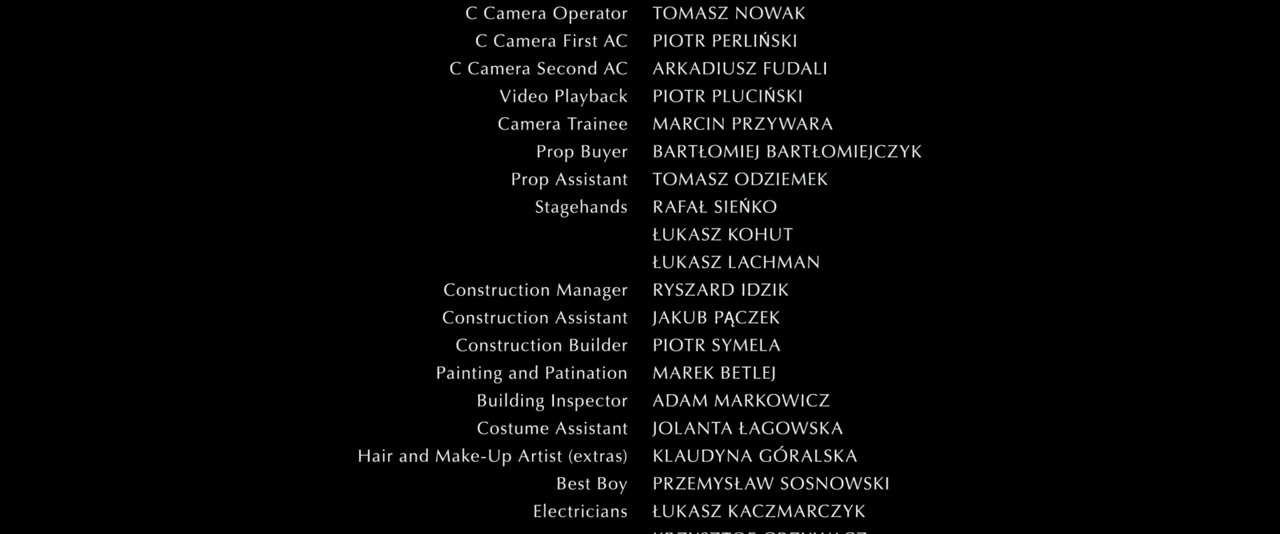 C Camera Operator TOMASZ NOWAK
C Camera First AC PIOTR PERLIŃSKI
C Camera Second AC ARKADIUSZ FUDALI
Video Playback PIOTR PLUCIŃSKI
Camera Trainee MARCIN PRZYWARA
Prop Buyer BARTŁOMIEJ BARTŁOMIEJCZYK
Prop Assistant TOMASZ ODZIEMEK
Stagehands RAFAŁ SIEŃKO
ŁUKASZ KOHUT
ŁUKASZ LACHMAN
Construction Manager RYSZARD IDZIK
Construction Assistant JAKUB PĄCZEK
Construction Builder PIOTR SYMELA
Painting and Patination MAREK BETLEJ
Building Inspector ADAM MARKOWICZ
Costume Assistant JOLANTA ŁAGOWSKA
Hair and Make-Up Artist (extras) KLAUDYNA GÓRALSKA
Best Boy PRZEMYSŁAW SOSNOWSKI
Electricians ŁUKASZ KACZMARCZYK